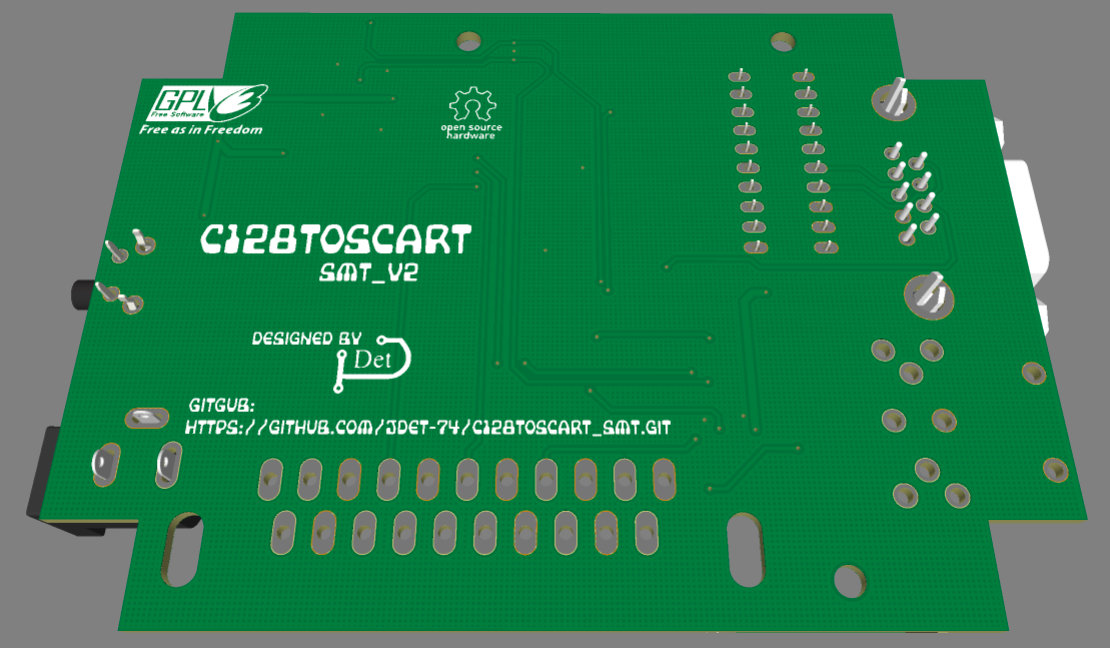 GPL 3
Free Software
Free as in Freedom
open source
hardware
C128TOSCART
SMT_V2
DESIGNED BY
Det
GITGUB:
HTTPS://GITHUB.COM/JDET-74/C128TOSCART_SMT.GIT